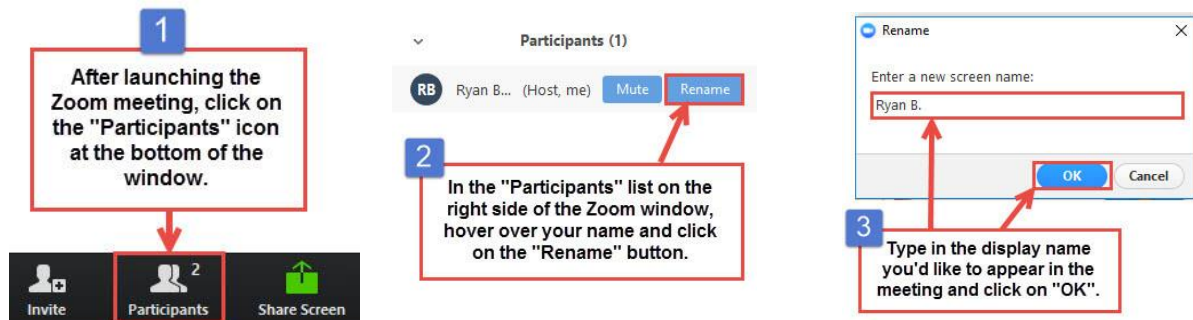 1
After launching the
Zoom meeting, click on
the "Participants" icon
at the bottom of the
window.
Invite
Participants
2
Share Screen
Participants (1)
RB
Ryan B... (Host, me)
Mute
Rename
2
In the "Participants" list on the
right side of the Zoom window,
hover over your name and click
on the "Rename" button.
Rename
Enter a new screen name:
Ryan B.
OK
Cancel
3
Type in the display name
you'd like to appear in the
meeting and click on "OK".